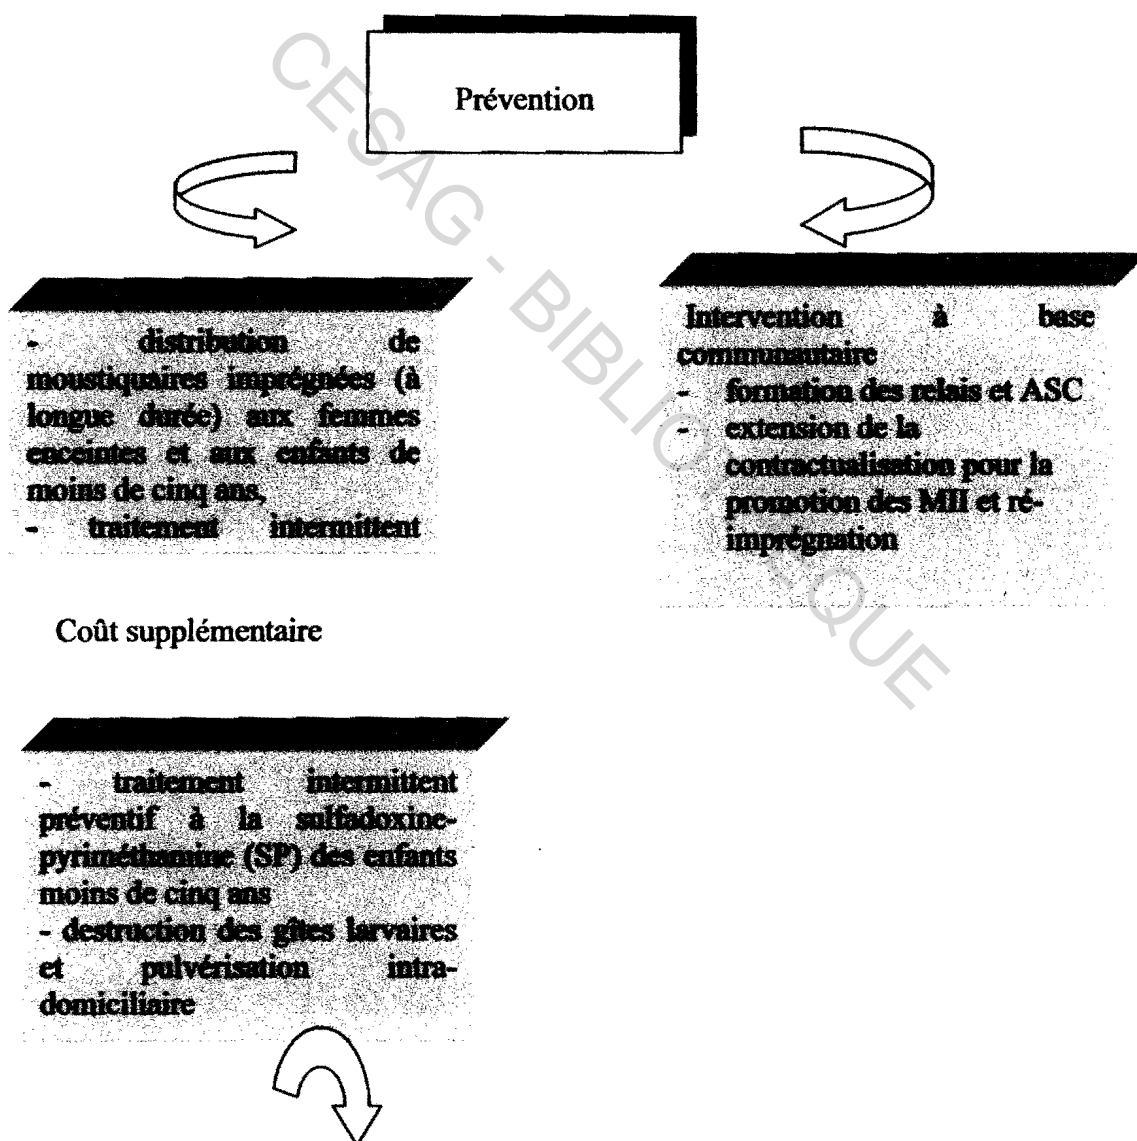 Prévention
- distribution de
moustiquaires imprégnées (à
longue durée) aux femmes
enceintes et aux enfants de
moins de cinq ans,
- traitement intermittent
Intervention à base
communautaire
- formation des relais et ASC
- extension de la
contractualisation pour la
promotion des MII et ré-
imprégnation
Coût supplémentaire
- traitement intermittent
préventif à la sulfadoxine-
pyriméthamine (SP) des enfants
moins de cinq ans
- destruction des gîtes larvaires
et pulvérisation intra-
domiciliaire
CESAG - BIBLIOTHEQUE